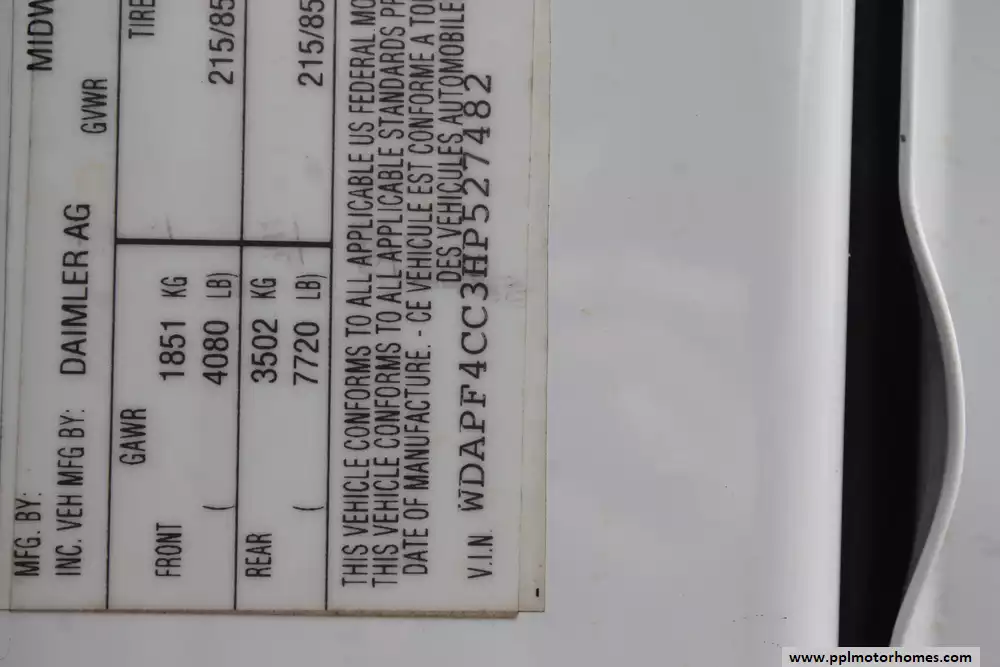 MFG. BY: MIDW
INC. VEH MFG BY: DAIMLER AG GVWR
GAWR TIRE
FRONT 1851 KG
( 4080 LB) 215/85
REAR 3502 KG
( 7720 LB) 215/85
THIS VEHICLE CONFORMS TO ALL APPLICABLE US FEDERAL MO
THIS VEHICLE CONFORMS TO ALL APPLICABLE STANDARDS PR
DATE OF MANUFACTURE. - CE VEHICULE EST CONFORME A TOU
DES VEHICULES AUTOMOBILE
V.I.N. WDAPF4CC3HP527482
www.pplmotorhomes.com